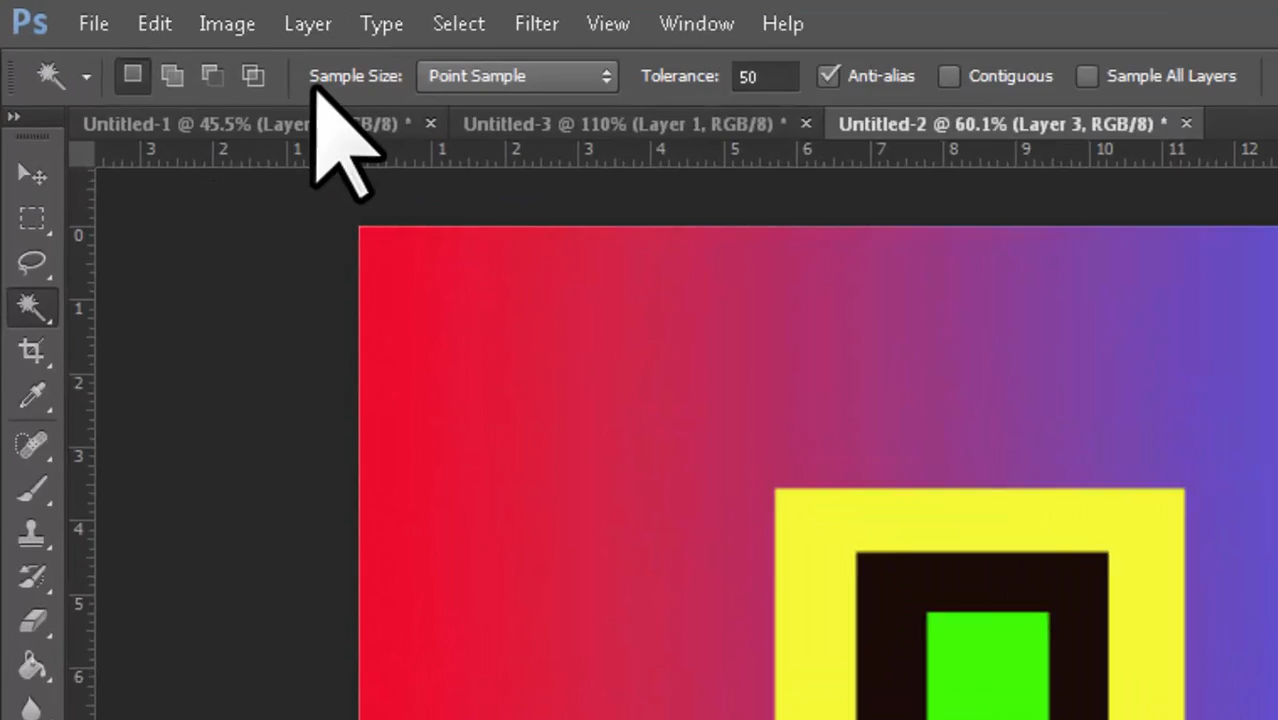 Ps File Edit Image Layer Type Select Filter View Window Help
Sample Size: Point Sample Tolerance: 50 Anti-alias Contiguous Sample All Layers
Untitled-1 @ 45.5% (Layer RGB/8) * × Untitled-3 @ 110% (Layer 1, RGB/8) * × Untitled-2 @ 60.1% (Layer 3, RGB/8) * ×
3 2 1 1 2 3 4 5 6 7 8 9 10 11 12
0
1
2
3
4
5
6